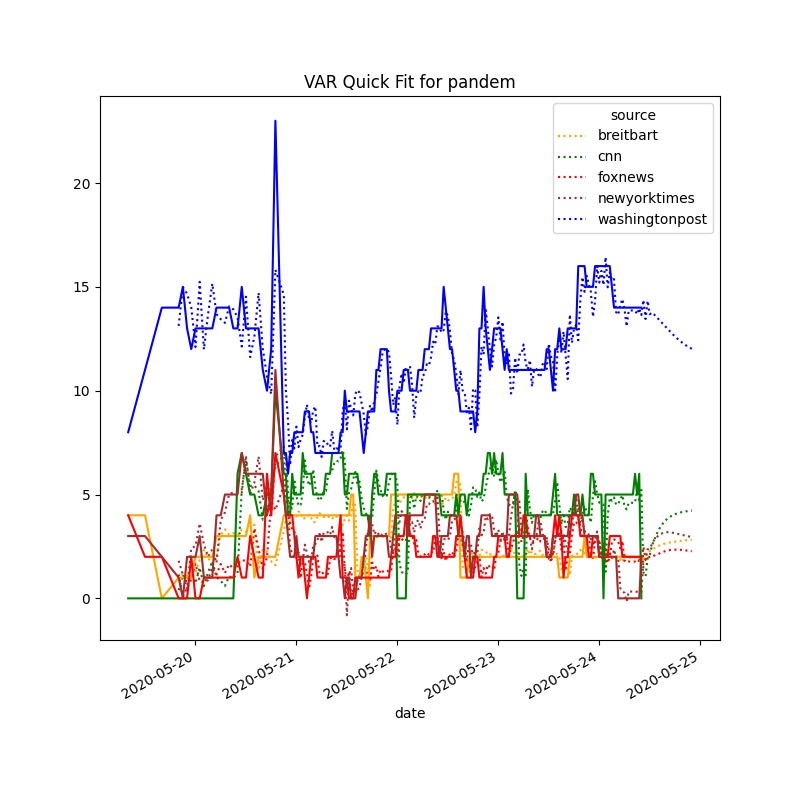 VAR Quick Fit for pandem
source
breitbart
cnn
foxnews
newyorktimes
washingtonpost
20
15
10
5
0
2020-05-20
2020-05-21
2020-05-22
2020-05-23
2020-05-24
2020-05-25
date